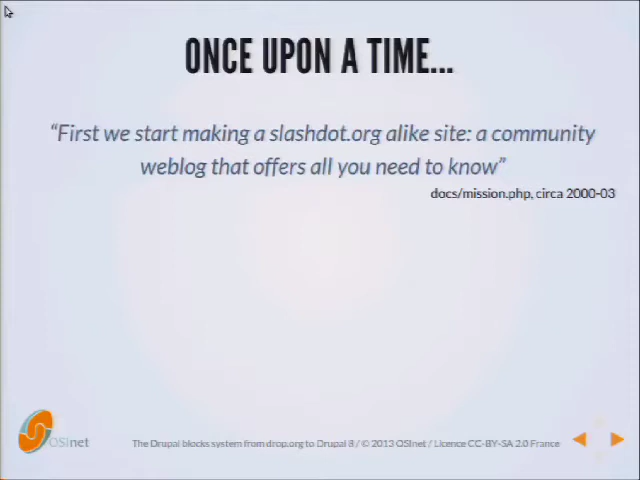 ONCE UPON A TIME...
“First we start making a slashdot.org alike site: a community
weblog that offers all you need to know”
docs/mission.php, circa 2000-03
OSInet
The Drupal blocks system from drop.org to Drupal 8 / © 2013 OSInet / Licence CC-BY-SA 2.0 France